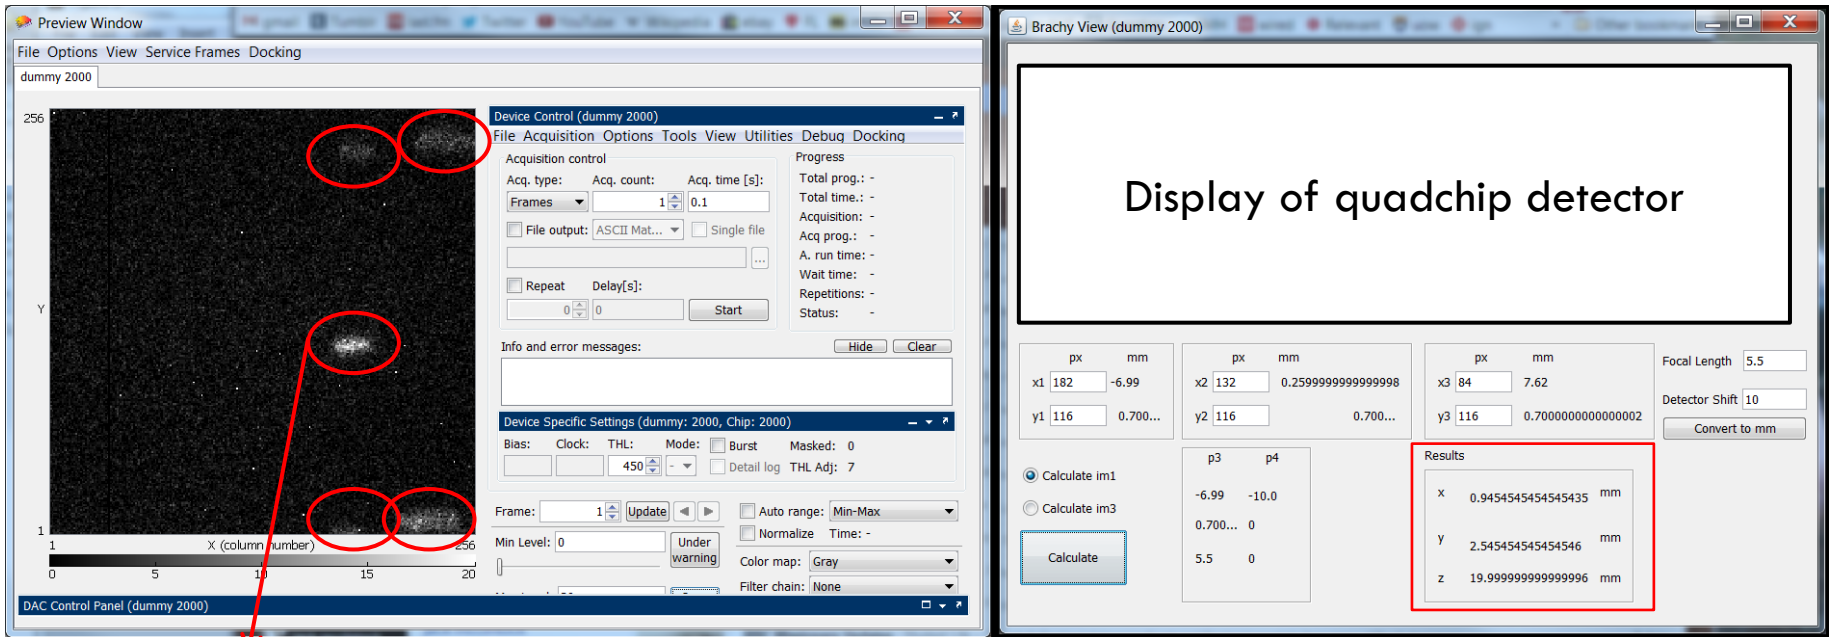 Preview Window
File Options View Service Frames Docking
dummy 2000
256
Y
1
1
X (column number)
256
0 5 10 15 20
Device Control (dummy 2000)
File Acquisition Options Tools View Utilities Debug Docking
Acquisition control
Acq. type: Acq. count: Acq. time [s]:
Frames 1 0.1
File output: ASCII Mat... Single file
...
Repeat Delay[s]:
0 0 Start
Progress
Total prog.: -
Total time.: -
Acquisition: -
Acq prog.: -
A. run time: -
Wait time: -
Repetitions: -
Status: -
Info and error messages: Hide Clear
Device Specific Settings (dummy: 2000, Chip: 2000)
Bias: Clock: THL: Mode: Burst Masked: 0
450 - Detail log THL Adj: 7
Frame: 1 Update Auto range: Min-Max
Normalize Time: -
Min Level: 0 Under warning
Color map: Gray
Filter chain: None
DAC Control Panel (dummy 2000)
Brachy View (dummy 2000)
Display of quadchip detector
px mm
x1 182 -6.99
y1 116 0.700...
px mm
x2 132 0.2599999999999998
y2 116 0.700...
px mm
x3 84 7.62
y3 116 0.7000000000000002
Focal Length 5.5
Detector Shift 10
Convert to mm
Calculate im1
Calculate im3
Calculate
p3 p4
-6.99 -10.0
0.700... 0
5.5 0
Results
x 0.9454545454545435 mm
y 2.545454545454546 mm
z 19.999999999999996 mm